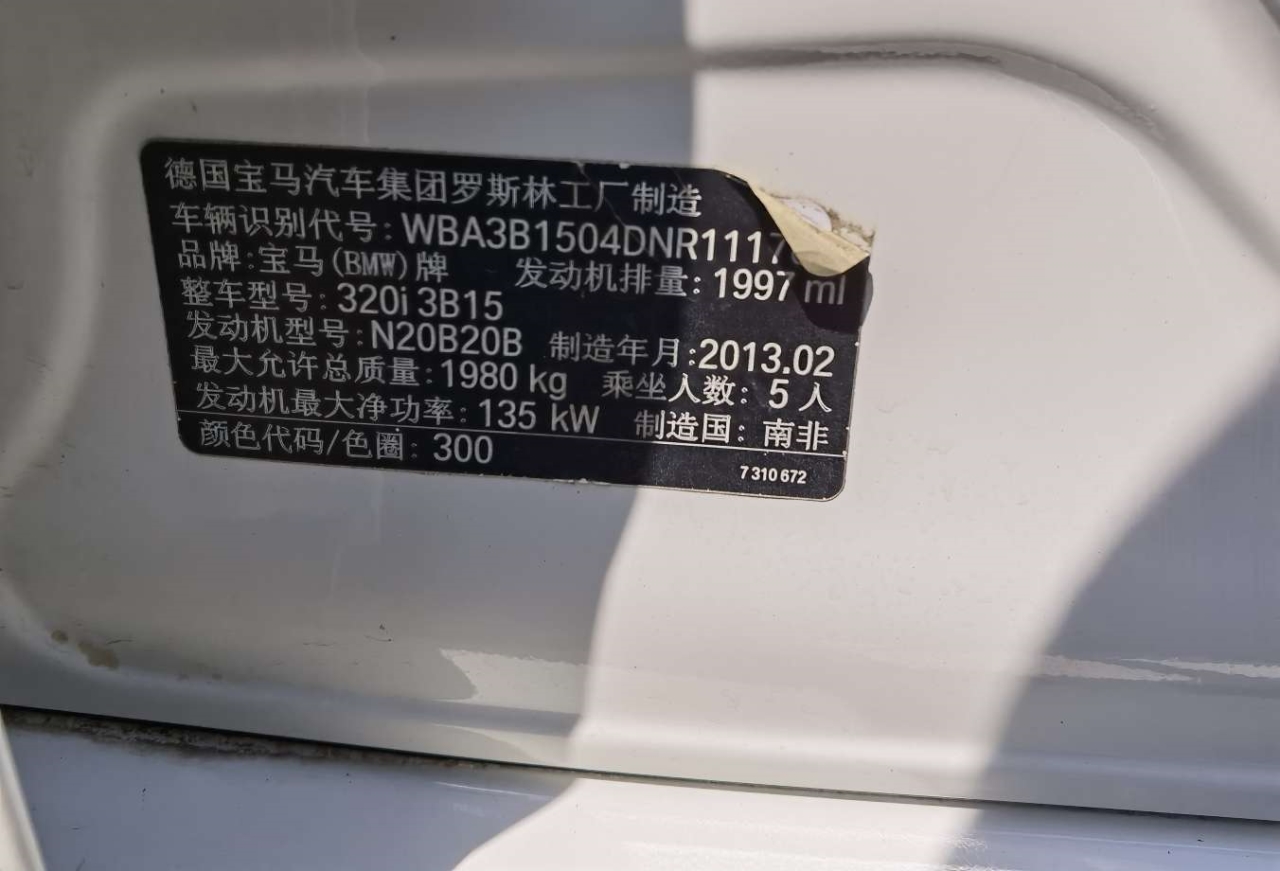 德国宝马汽车集团罗斯林工厂制造
车辆识别代号：WBA3B1504DNR1117
品牌：宝马(BMW)牌 发动机排量：1997 ml
整车型号：320i 3B15
发动机型号：N20B20B 制造年月：2013.02
最大允许总质量：1980 kg 乘坐人数：5 人
发动机最大净功率：135 kW 制造国：南非
颜色代码/色圈：300
7 310 672